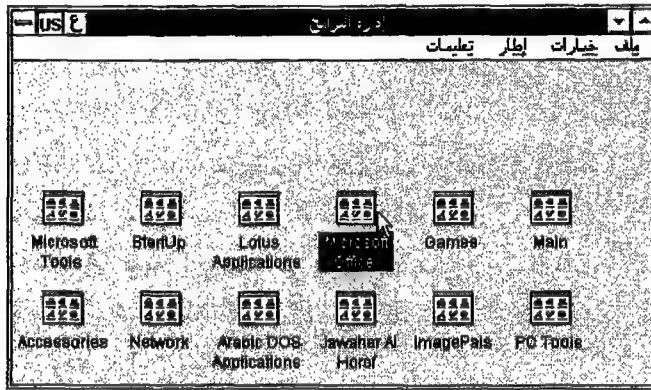 US ع
إدارة البرامج
ملف خيارات إطار تعليمات
Microsoft Tools
StartUp
Lotus Applications
Microsoft Office
Games
Main
Accessories
Network
Arabic DOS Applications
Jawahar Al Horof
ImagePals
PC Tools